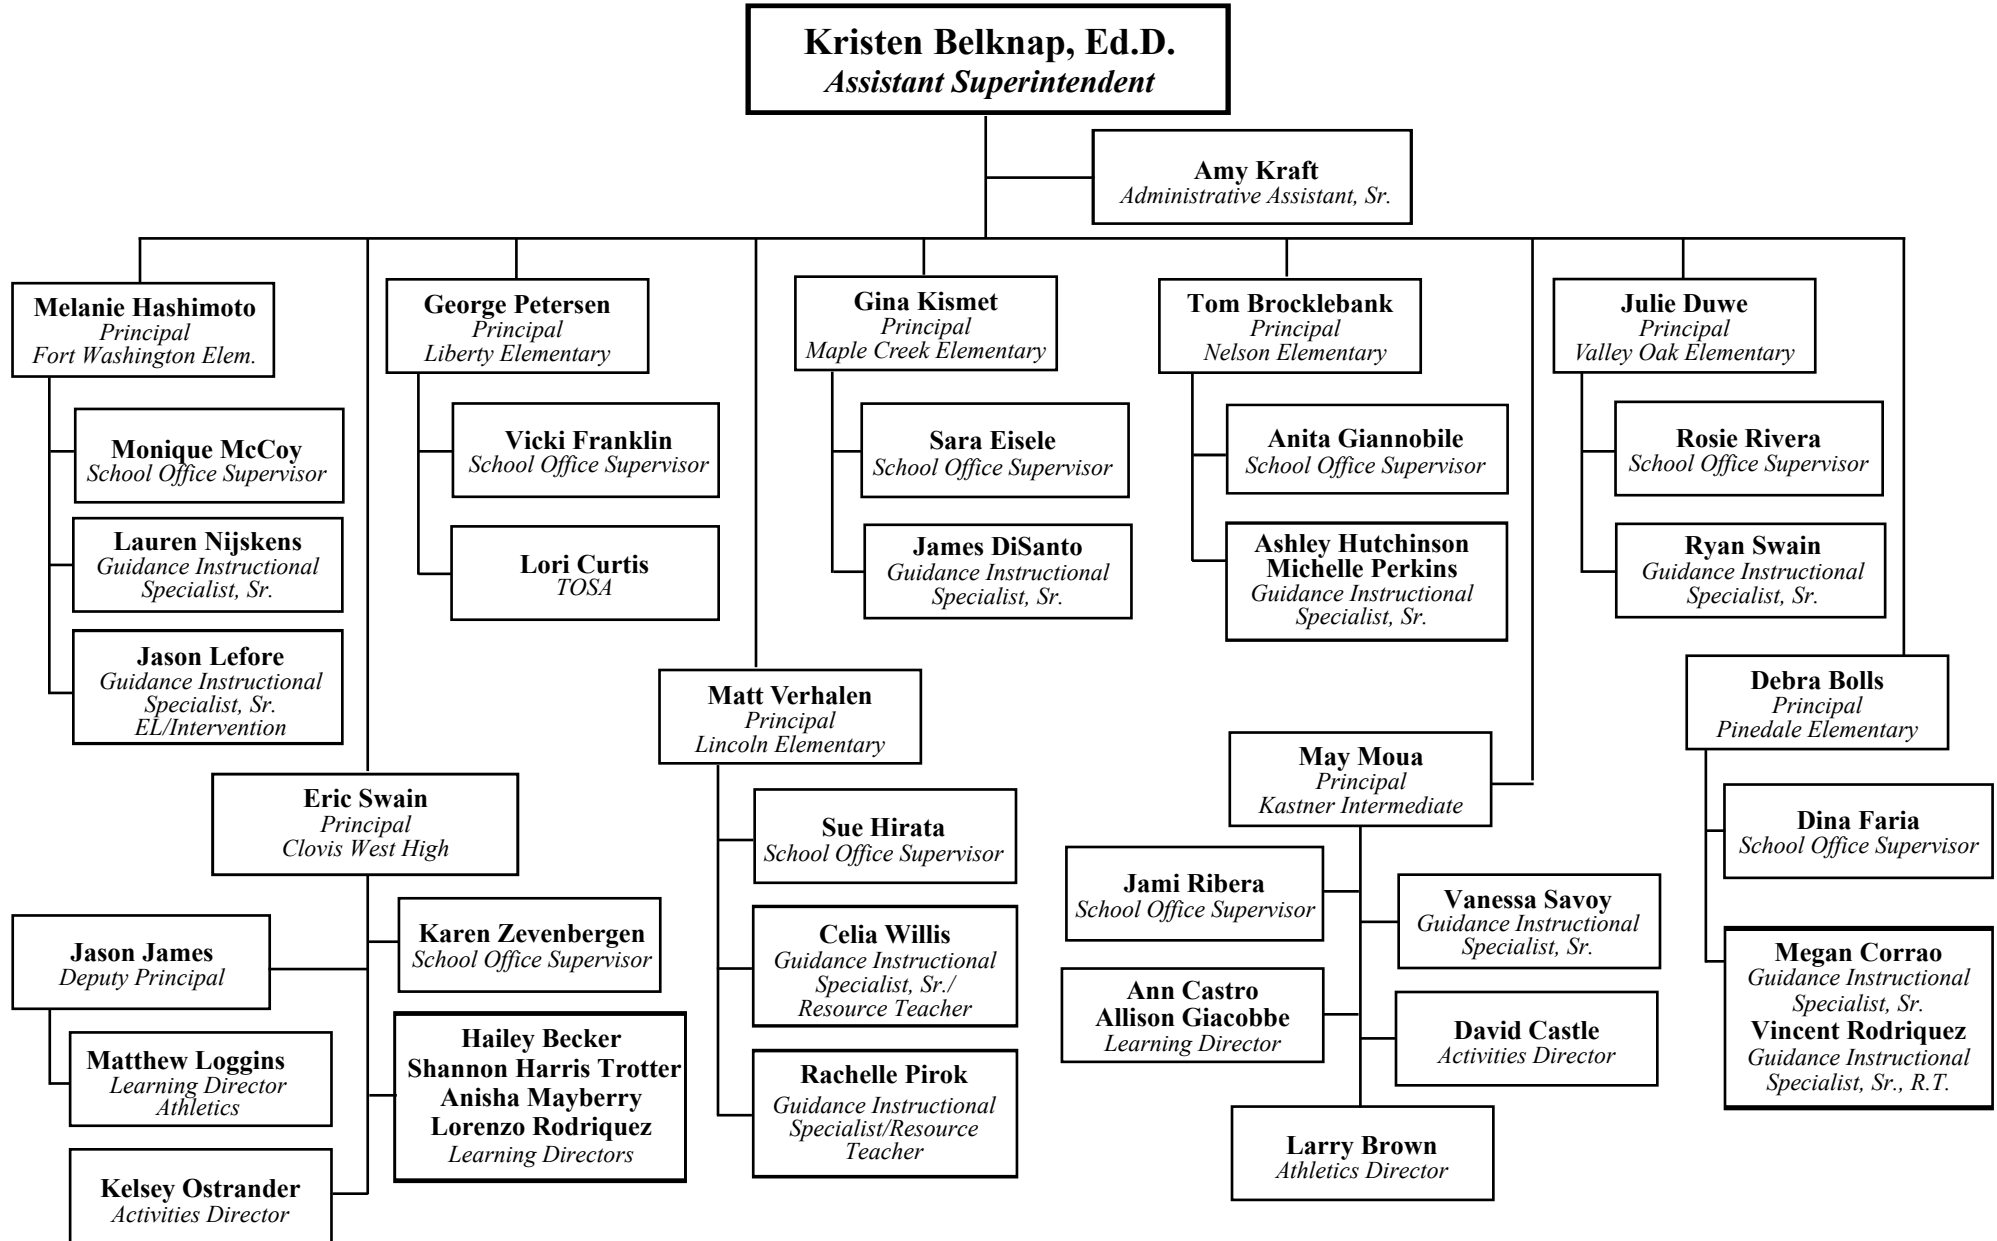 Kristen Belknap, Ed.D.
Assistant Superintendent
Amy Kraft
Administrative Assistant, Sr.
Melanie Hashimoto
Principal
Fort Washington Elem.
Monique McCoy
School Office Supervisor
Lauren Nijskens
Guidance Instructional
Specialist, Sr.
Jason Lefore
Guidance Instructional
Specialist, Sr.
EL/Intervention
Eric Swain
Principal
Clovis West High
Jason James
Deputy Principal
Matthew Loggins
Learning Director
Athletics
Kelsey Ostrander
Activities Director
Karen Zevenbergen
School Office Supervisor
Hailey Becker
Shannon Harris Trotter
Anisha Mayberry
Lorenzo Rodriquez
Learning Directors
George Petersen
Principal
Liberty Elementary
Vicki Franklin
School Office Supervisor
Lori Curtis
TOSA
Matt Verhalen
Principal
Lincoln Elementary
Sue Hirata
School Office Supervisor
Celia Willis
Guidance Instructional
Specialist, Sr./
Resource Teacher
Rachelle Pirok
Guidance Instructional
Specialist/Resource
Teacher
Gina Kismet
Principal
Maple Creek Elementary
Sara Eisele
School Office Supervisor
James DiSanto
Guidance Instructional
Specialist, Sr.
Tom Brocklebank
Principal
Nelson Elementary
Anita Giannobile
School Office Supervisor
Ashley Hutchinson
Michelle Perkins
Guidance Instructional
Specialist, Sr.
May Moua
Principal
Kastner Intermediate
Jami Ribera
School Office Supervisor
Vanessa Savoy
Guidance Instructional
Specialist, Sr.
Ann Castro
Allison Giacobbe
Learning Director
David Castle
Activities Director
Larry Brown
Athletics Director
Julie Duwe
Principal
Valley Oak Elementary
Rosie Rivera
School Office Supervisor
Ryan Swain
Guidance Instructional
Specialist, Sr.
Debra Bolls
Principal
Pinedale Elementary
Dina Faria
School Office Supervisor
Megan Corrao
Guidance Instructional
Specialist, Sr.
Vincent Rodriquez
Guidance Instructional
Specialist, Sr., R.T.